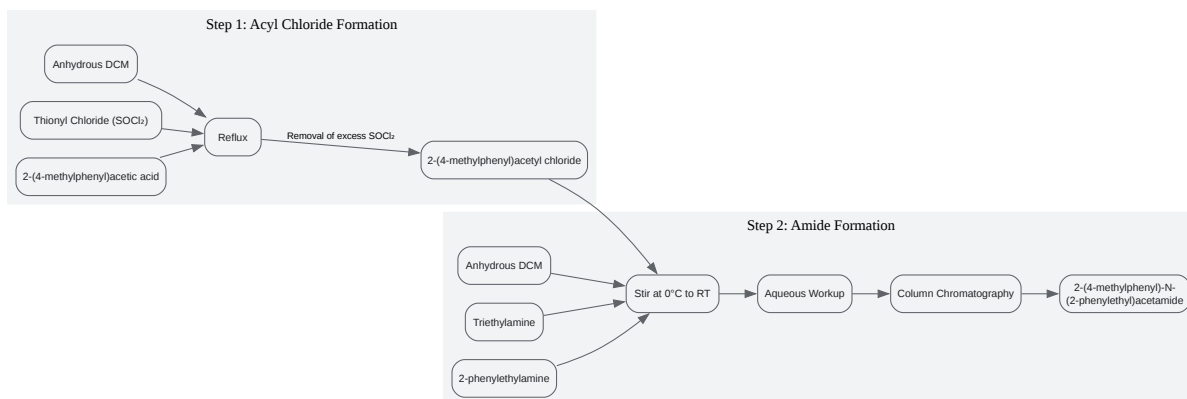 Step 1: Acyl Chloride Formation
Anhydrous DCM
Thionyl Chloride (SOCl₂)
2-(4-methylphenyl)acetic acid
Reflux
Removal of excess SOCl₂
2-(4-methylphenyl)acetyl chloride
Step 2: Amide Formation
Anhydrous DCM
Triethylamine
2-phenylethylamine
Stir at 0°C to RT
Aqueous Workup
Column Chromatography
2-(4-methylphenyl)-N-
(2-phenylethyl)acetamide